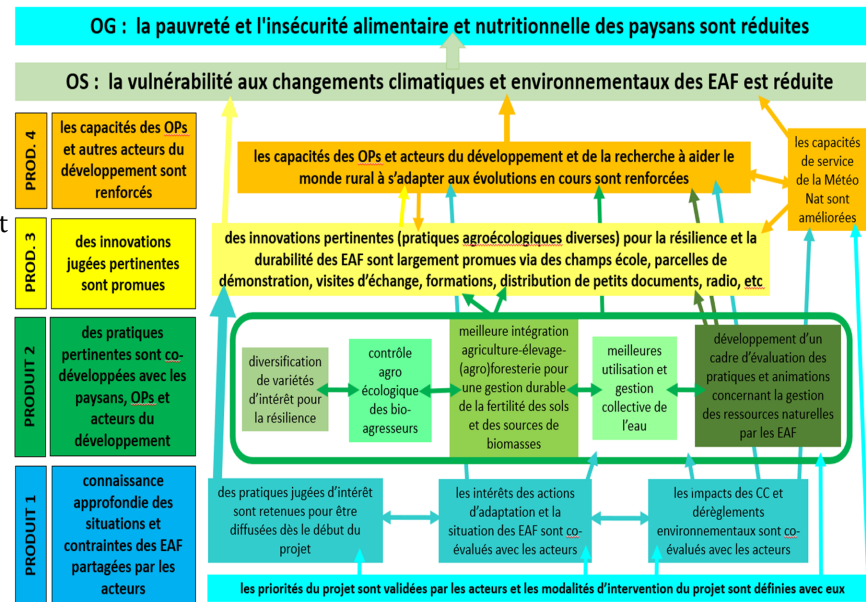 OG : la pauvreté et l'insécurité alimentaire et nutritionnelle des paysans sont réduites
OS : la vulnérabilité aux changements climatiques et environnementaux des EAF est réduite
PROD. 4
les capacités des OPs
et autres acteurs du
développement sont
renforcés
les capacités des OPs et acteurs du développement et de la recherche à aider le
monde rural à s'adapter aux évolutions en cours sont renforcées
les capacités
de service
de la Météo
Nat sont
améliorées
t
PROD. 3
des innovations
jugées pertinentes
sont promues
des innovations pertinentes (pratiques agroécologiques diverses) pour la résilience et la
durabilité des EAF sont largement promues via des champs école, parcelles de
démonstration, visites d'échange, formations, distribution de petits documents, radio, etc
PRODUIT 2
des pratiques
pertinentes sont co-
développées avec les
paysans, OPs et
acteurs du
développement
diversification
de variétés
d'intérêt pour
la résilience
contrôle
agro
écologique
des bio-
agresseurs
meilleure intégration
agriculture-élevage-
(agro)foresterie pour
une gestion durable
de la fertilité des sols
et des sources de
biomasses
meilleures
utilisation et
gestion
collective de
l'eau
développement d'un
cadre d'évaluation des
pratiques et animations
concernant la gestion
des ressources naturelles
par les EAF
PRODUIT 1
connaissance
approfondie des
situations et
contraintes des EAF
partagées par les
acteurs
des pratiques jugées d'intérêt
sont retenues pour être
diffusées dès le début du
projet
les intérêts des actions
d'adaptation et la
situation des EAF sont co-
évalués avec les acteurs
les impacts des CC et
dérèglements
environnementaux sont co-
évalués avec les acteurs
les priorités du projet sont validées par les acteurs et les modalités d'intervention du projet sont définies avec eux